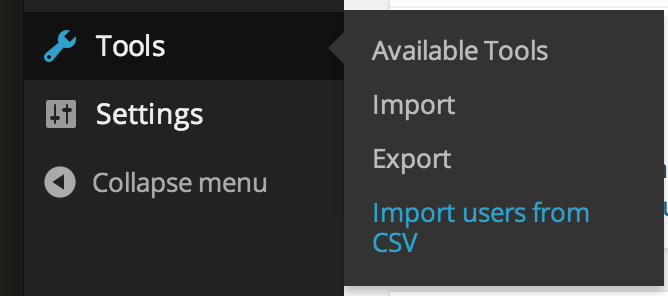 Tools
Settings
Collapse menu
Available Tools
Import
Export
Import users from
CSV